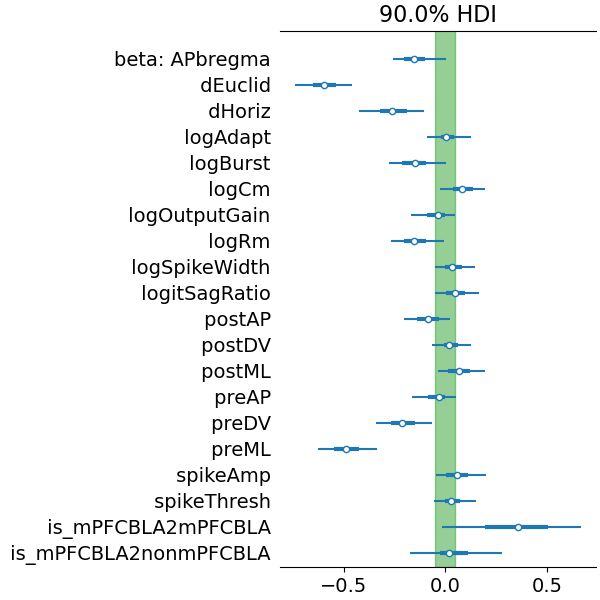 90.0% HDI
beta: APbregma
dEuclid
dHoriz
logAdapt
logBurst
logCm
logOutputGain
logRm
logSpikeWidth
logitSagRatio
postAP
postDV
postML
preAP
preDV
preML
spikeAmp
spikeThresh
is_mPFCBLA2mPFCBLA
is_mPFCBLA2nonmPFCBLA
−0.5 0.0 0.5